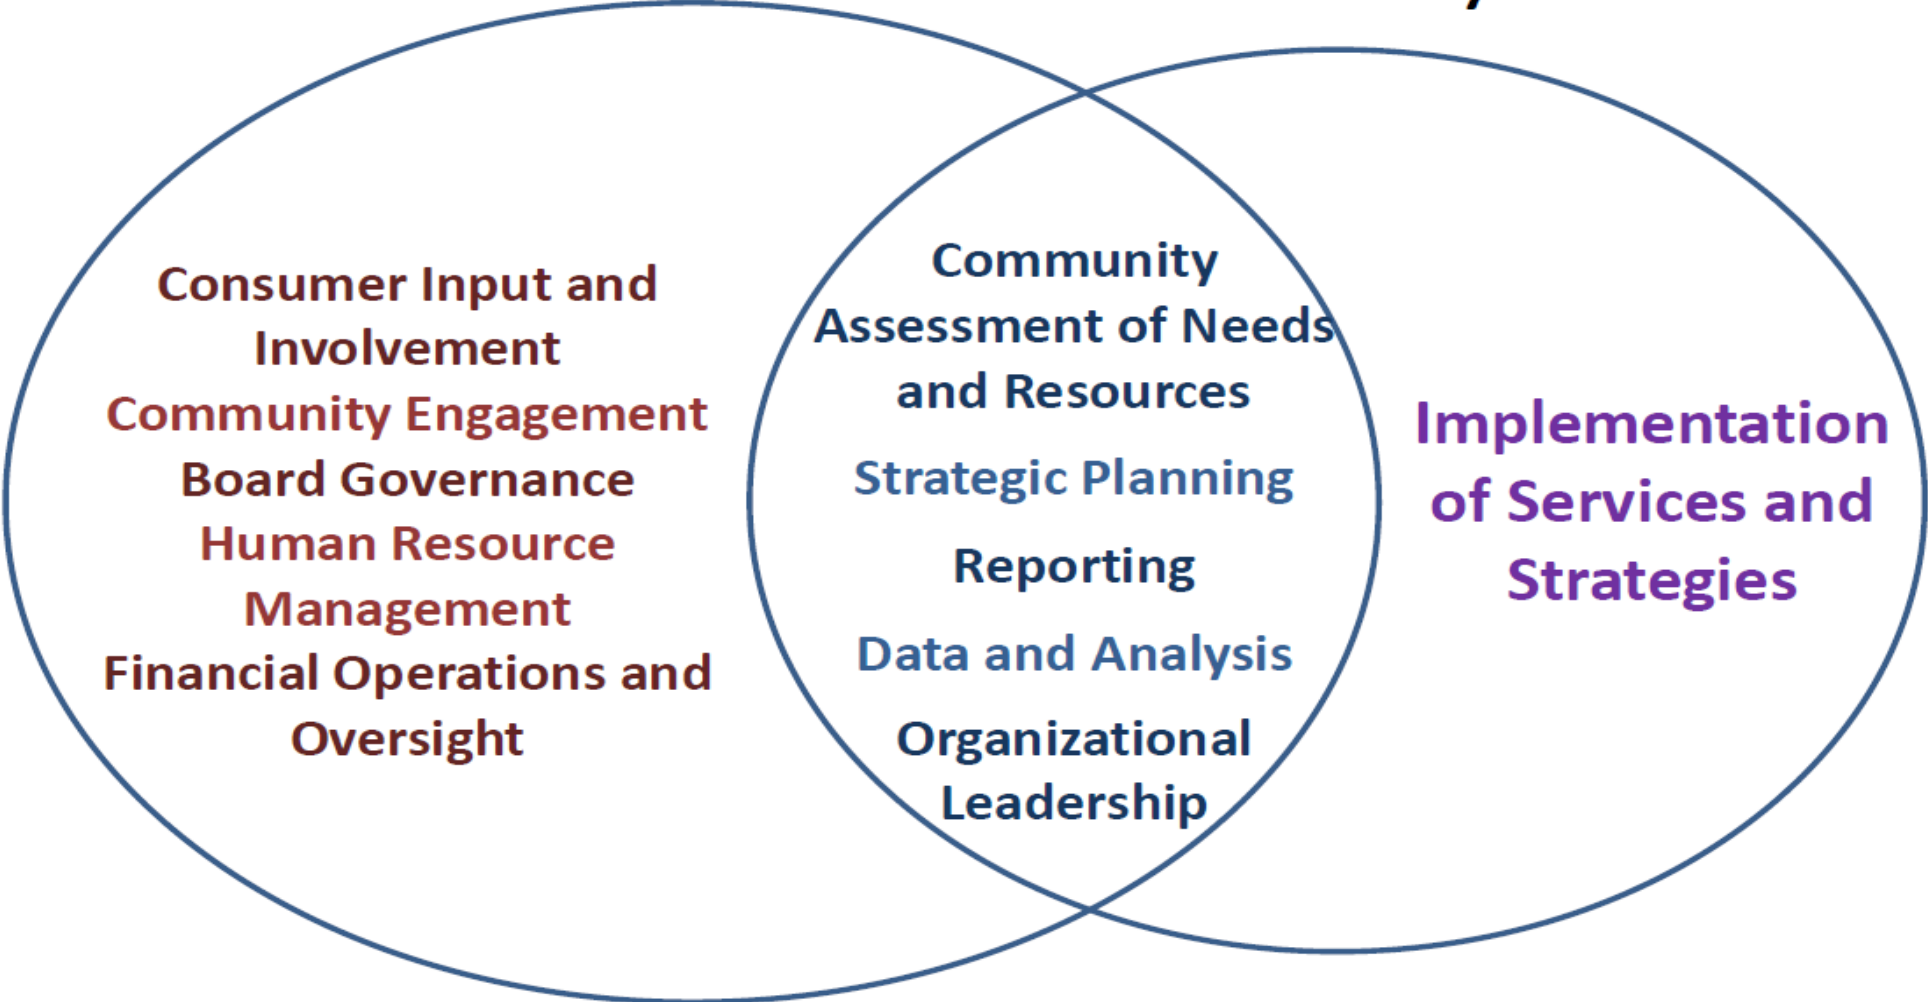 Consumer Input and
Involvement
Community Engagement
Board Governance
Human Resource
Management
Financial Operations and
Oversight
Community
Assessment of Needs
and Resources
Strategic Planning
Reporting
Data and Analysis
Organizational
Leadership
Implementation
of Services and
Strategies